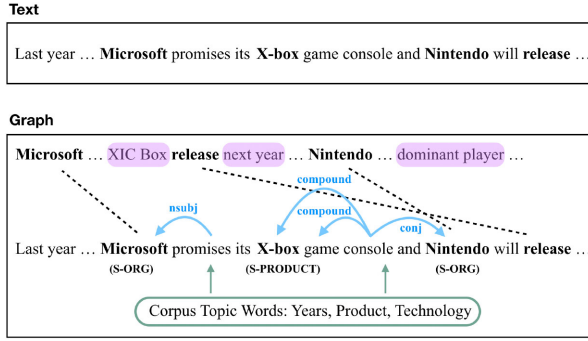 Text
Last year … Microsoft promises its X-box game console and Nintendo will release …
Graph
Microsoft … XIC Box release next year … Nintendo … dominant player …
compound
nsubj
compound
conj
Last year … Microsoft promises its X-box game console and Nintendo will release …
(S-ORG) (S-PRODUCT) (S-ORG)
Corpus Topic Words: Years, Product, Technology